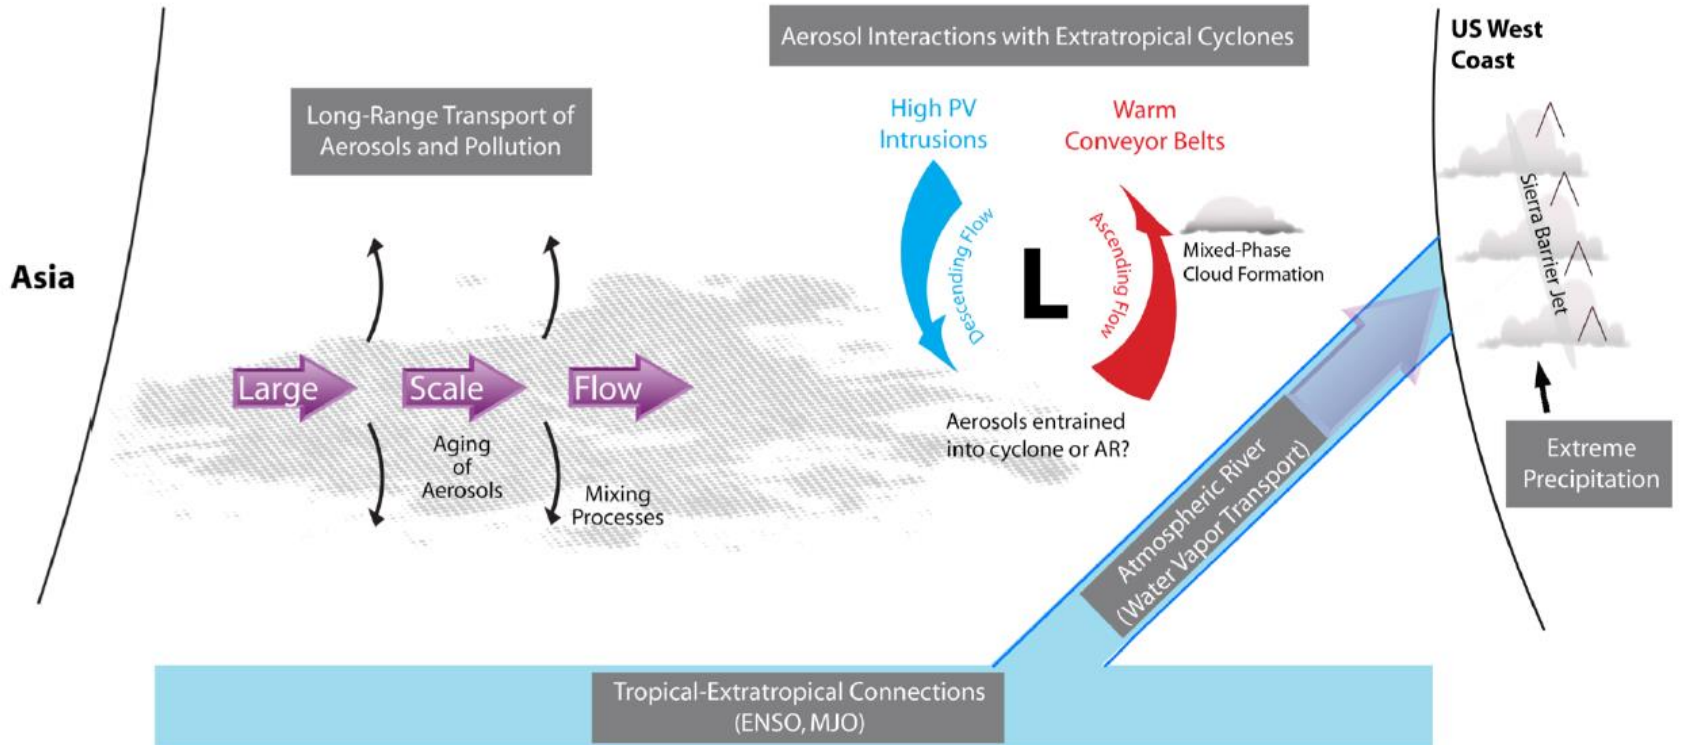 Aerosol Interactions with Extratropical Cyclones
US West
Coast
Long-Range Transport of
Aerosols and Pollution
High PV
Intrusions
Warm
Conveyor Belts
Descending Flow
L
Ascending Flow
Mixed-Phase
Cloud Formation
Sierra Barrier Jet
Asia
Large
Scale
Flow
Aging
of
Aerosols
Mixing
Processes
Aerosols entrained
into cyclone or AR?
Extreme
Precipitation
Atmospheric River
(Water Vapor Transport)
Tropical-Extratropical Connections
(ENSO, MJO)